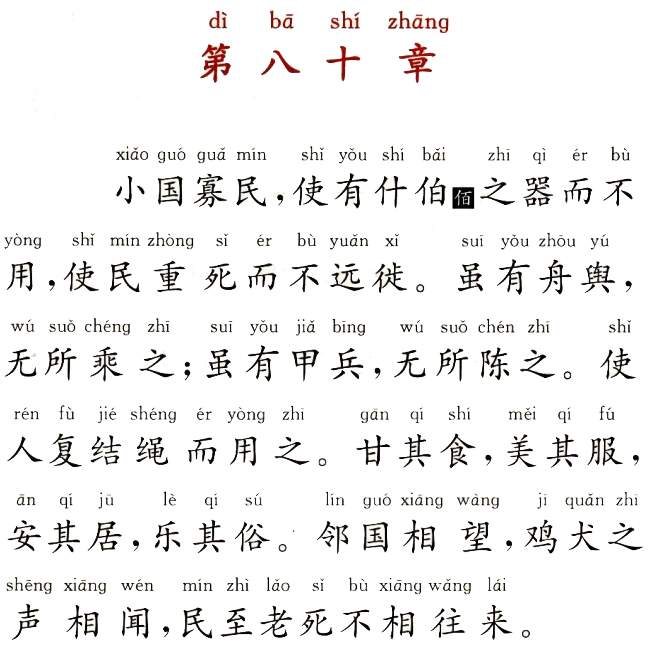 dì bā shí zhāng
第八十章
xiǎo guó guǎ mín shǐ yǒu shí bǎi zhī qì ér bù
小国寡民,使有什伯佰之器而不
yòng shǐ mín zhòng sǐ ér bù yuǎn xǐ suī yǒu zhōu yú
用,使民重死而不远徙。虽有舟舆,
wú suǒ chéng zhī suī yǒu jiǎ bīng wú suǒ chén zhī shǐ
无所乘之;虽有甲兵,无所陈之。使
rén fù jié shéng ér yòng zhī gān qí shí měi qí fú
人复结绳而用之。甘其食,美其服,
ān qí jū lè qí sú lín guó xiāng wàng jī quǎn zhī
安其居,乐其俗。邻国相望,鸡犬之
shēng xiāng wén mín zhì lǎo sǐ bù xiāng wǎng lái
声相闻,民至老死不相往来。